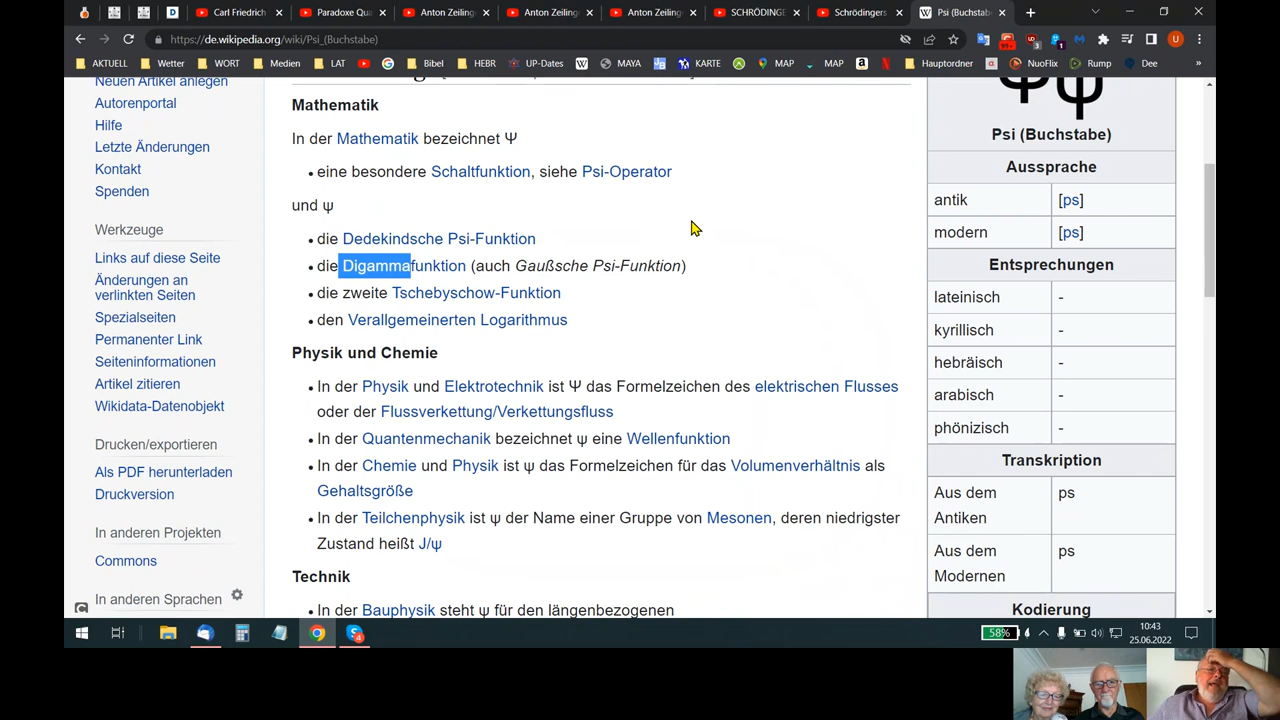 Carl Friedrich
Paradoxe Qua
Anton Zeiling
Anton Zeiling
Anton Zeiling
SCHRÖDINGE
Schrödingers
Psi (Buchstabe
https://de.wikipedia.org/wiki/Psi_(Buchstabe)
AKTUELL
Wetter
WORT
Medien
LAT
Bibel
HEBR
UP-Dates
MAYA
KARTE
MAP
MAP
Hauptordner
NuoFlix
Rump
Dee
Neuen Artikel anlegen
Autorenportal
Hilfe
Letzte Änderungen
Kontakt
Spenden
Werkzeuge
Links auf diese Seite
Änderungen an
verlinkten Seiten
Spezialseiten
Permanenter Link
Seiteninformationen
Artikel zitieren
Wikidata-Datenobjekt
Drucken/exportieren
Als PDF herunterladen
Druckversion
In anderen Projekten
Commons
In anderen Sprachen
Mathematik
In der Mathematik bezeichnet Ψ
• eine besondere Schaltfunktion, siehe Psi-Operator
und ψ
• die Dedekindsche Psi-Funktion
• die Digammafunktion (auch Gaußsche Psi-Funktion)
• die zweite Tschebyschow-Funktion
• den Verallgemeinerten Logarithmus
Physik und Chemie
• In der Physik und Elektrotechnik ist Ψ das Formelzeichen des elektrischen Flusses
oder der Flussverkettung/Verkettungsfluss
• In der Quantenmechanik bezeichnet ψ eine Wellenfunktion
• In der Chemie und Physik ist ψ das Formelzeichen für das Volumenverhältnis als
Gehaltsgröße
• In der Teilchenphysik ist ψ der Name einer Gruppe von Mesonen, deren niedrigster
Zustand heißt J/ψ
Technik
• In der Bauphysik steht ψ für den längenbezogenen
Ψψ
Psi (Buchstabe)
Aussprache
antik [ps]
modern [ps]
Entsprechungen
lateinisch -
kyrillisch -
hebräisch -
arabisch -
phönizisch -
Transkription
Aus dem ps
Antiken
Aus dem ps
Modernen
Kodierung
58%
10:43
25.06.2022